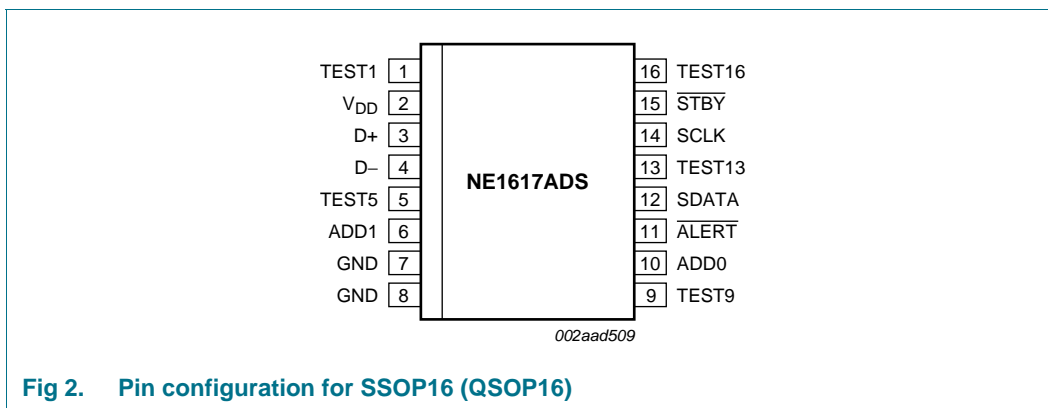 TEST1 1 16 TEST16
VDD 2 15 STBY
D+ 3 14 SCLK
D− 4 13 TEST13
NE1617ADS
TEST5 5 12 SDATA
ADD1 6 11 ALERT
GND 7 10 ADD0
GND 8 9 TEST9
002aad509
Fig 2. Pin configuration for SSOP16 (QSOP16)